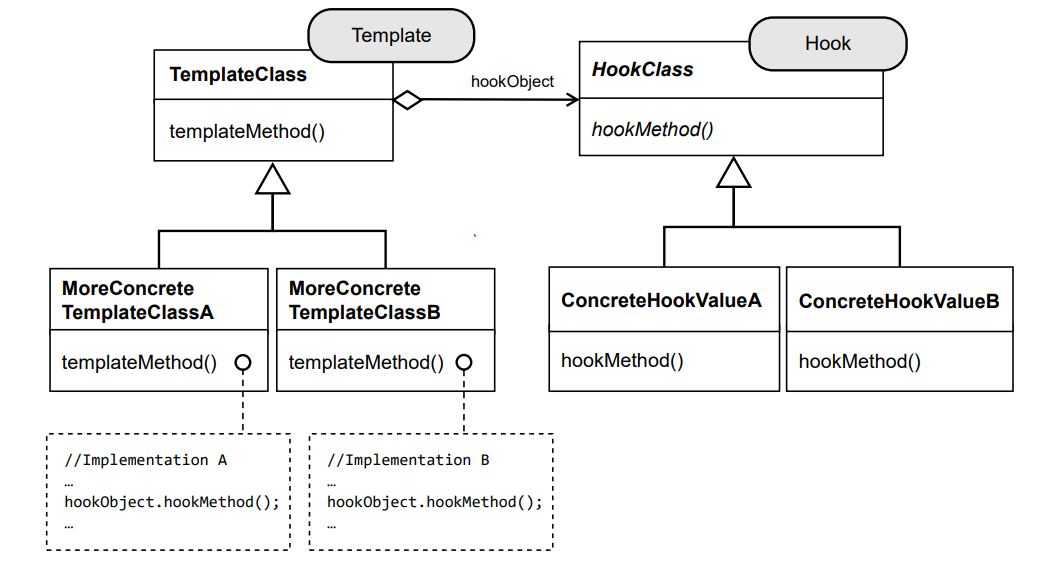 Template
Hook
TemplateClass
hookObject
HookClass
templateMethod()
hookMethod()
MoreConcrete
TemplateClassA
MoreConcrete
TemplateClassB
ConcreteHookValueA
ConcreteHookValueB
templateMethod()
templateMethod()
hookMethod()
hookMethod()
//Implementation A
…
hookObject.hookMethod();
…
//Implementation B
…
hookObject.hookMethod();
…